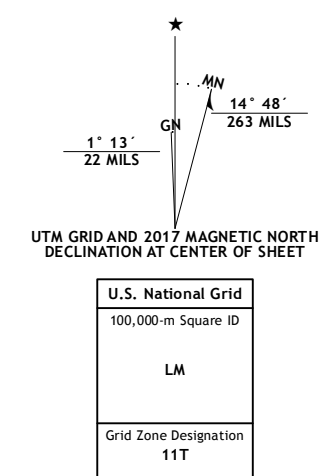 ★
MN
GN
14° 48´
263 MILS
1° 13´
22 MILS
UTM GRID AND 2017 MAGNETIC NORTH
DECLINATION AT CENTER OF SHEET
U.S. National Grid
100,000-m Square ID
LM
Grid Zone Designation
11T